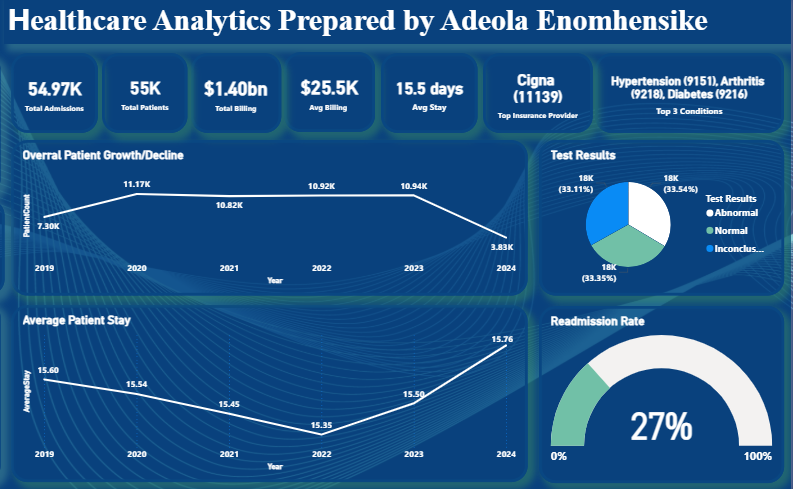 Healthcare Analytics Prepared by Adeola Enomhensike
54.97K
Total Admissions
55K
Total Patients
$1.40bn
Total Billing
$25.5K
Avg Billing
15.5 days
Avg Stay
Cigna
(11139)
Top Insurance Provider
Hypertension (9151), Arthritis
(9218), Diabetes (9216)
Top 3 Conditions
Overral Patient Growth/Decline
PatientCount
7.30K
11.17K
10.82K
10.92K
10.94K
3.83K
2019
2020
2021
2022
2023
2024
Year
Test Results
18K
(33.11%)
18K
(33.54%)
18K
(33.35%)
Test Results
Abnormal
Normal
Inconclus...
Average Patient Stay
AverageStay
15.60
15.54
15.45
15.35
15.50
15.76
2019
2020
2021
2022
2023
2024
Year
Readmission Rate
27%
0%
100%